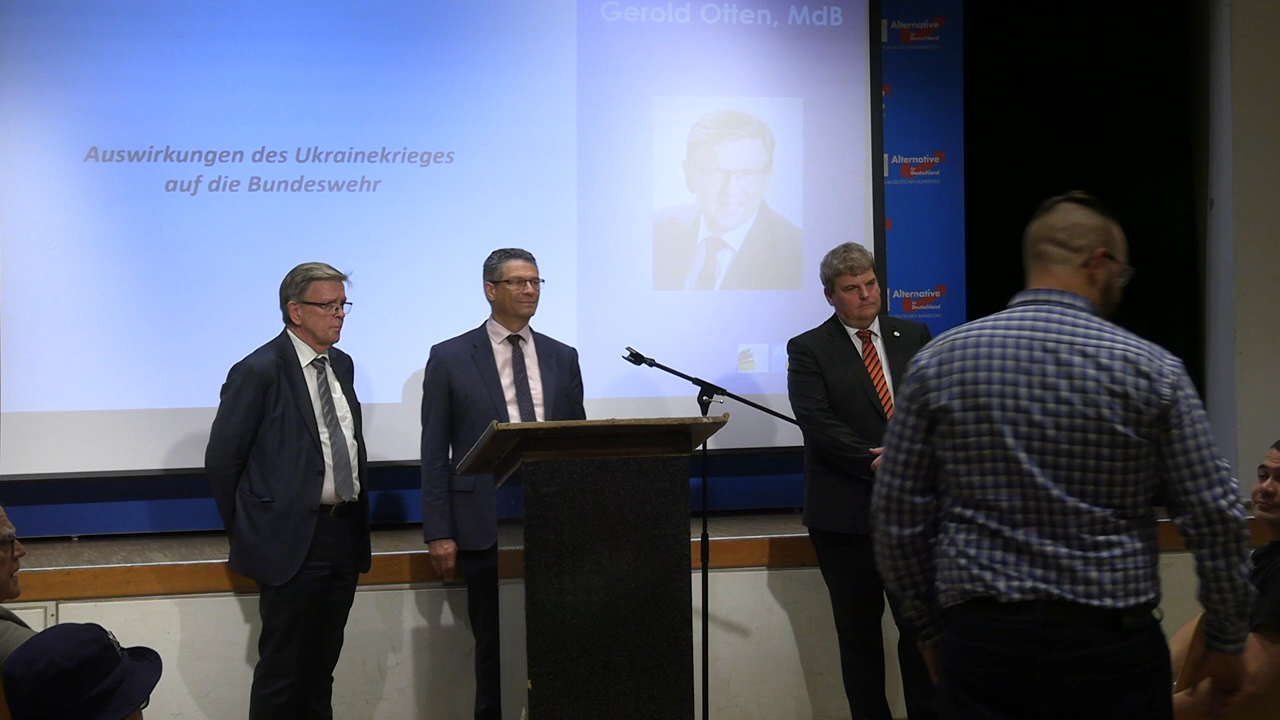 Gerold Otten, MdB
Auswirkungen des Ukrainekrieges
auf die Bundeswehr
Alternative
für
Deutschland
Alternative
für
Deutschland
Alternative
für
Deutschland